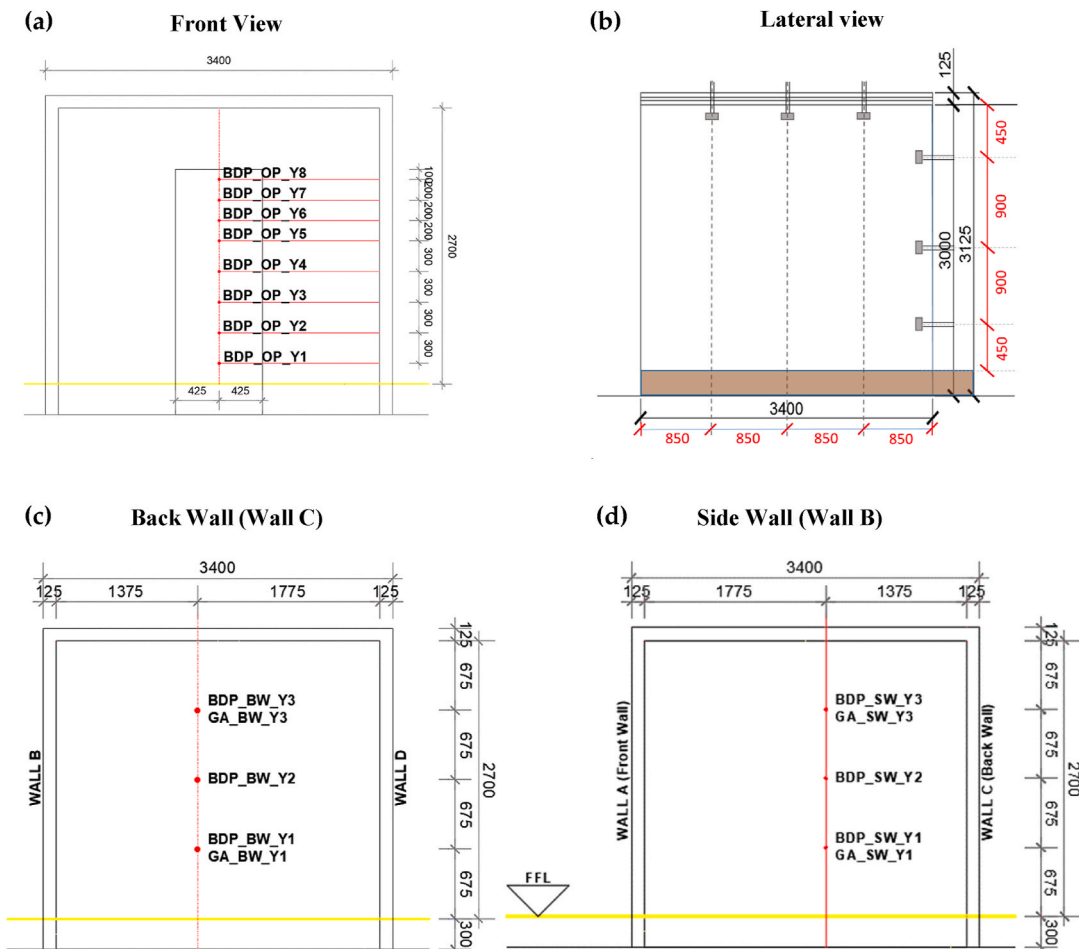 (a)
Front View
3400
BDP_OP_Y8
BDP_OP_Y7
BDP_OP_Y6
BDP_OP_Y5
BDP_OP_Y4
BDP_OP_Y3
BDP_OP_Y2
BDP_OP_Y1
100
200
200
200
300
300
300
300
2700
425
425
(b)
Lateral view
125
450
900
900
450
3000
3125
3400
850
850
850
850
(c)
Back Wall (Wall C)
3400
125
1375
1775
125
125
675
675
675
675
2700
300
BDP_BW_Y3
GA_BW_Y3
BDP_BW_Y2
BDP_BW_Y1
GA_BW_Y1
WALL B
WALL D
(d)
Side Wall (Wall B)
3400
125
1775
1375
125
125
675
675
675
675
2700
300
BDP_SW_Y3
GA_SW_Y3
BDP_SW_Y2
BDP_SW_Y1
GA_SW_Y1
WALL A (Front Wall)
WALL C (Back Wall)
FFL